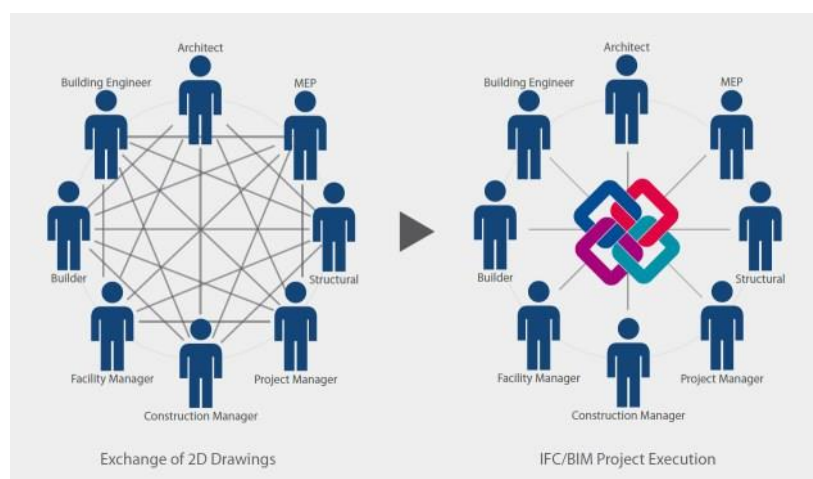 Architect
Building Engineer
MEP
Builder
Structural
Facility Manager
Project Manager
Construction Manager
Exchange of 2D Drawings
Architect
Building Engineer
MEP
Builder
Structural
Facility Manager
Project Manager
Construction Manager
IFC/BIM Project Execution